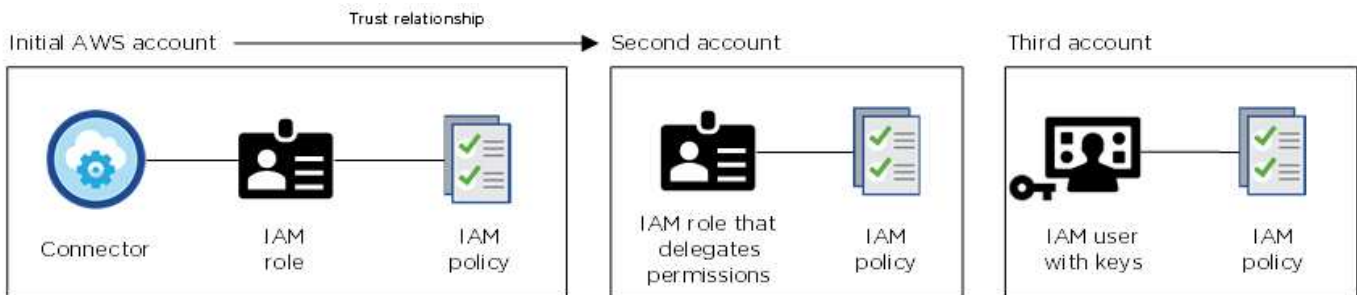 Trust relationship
Initial AWS account
Second account
Third account
Connector
IAM
role
IAM
policy
IAM role that
delegates
permissions
IAM
policy
IAM user
with keys
IAM
policy